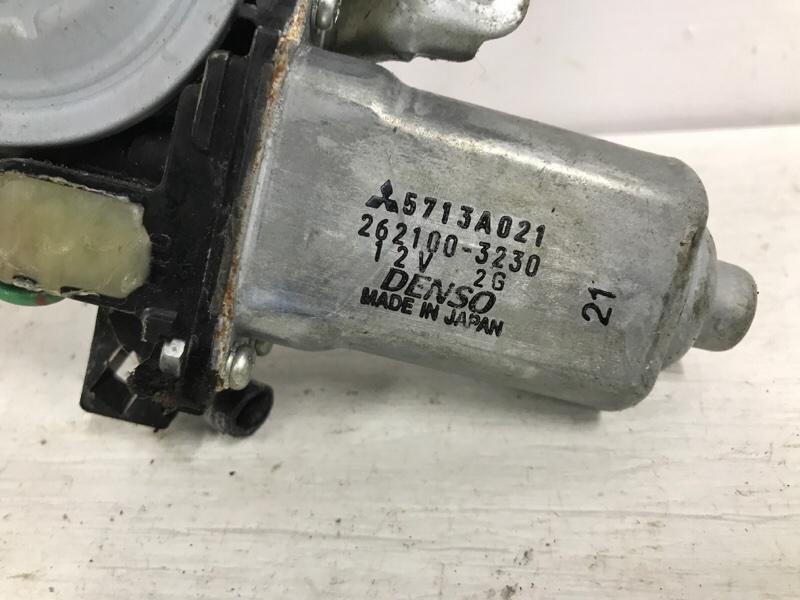 5713A021
262100-3230
12V 2G
DENSO
MADE IN JAPAN
21